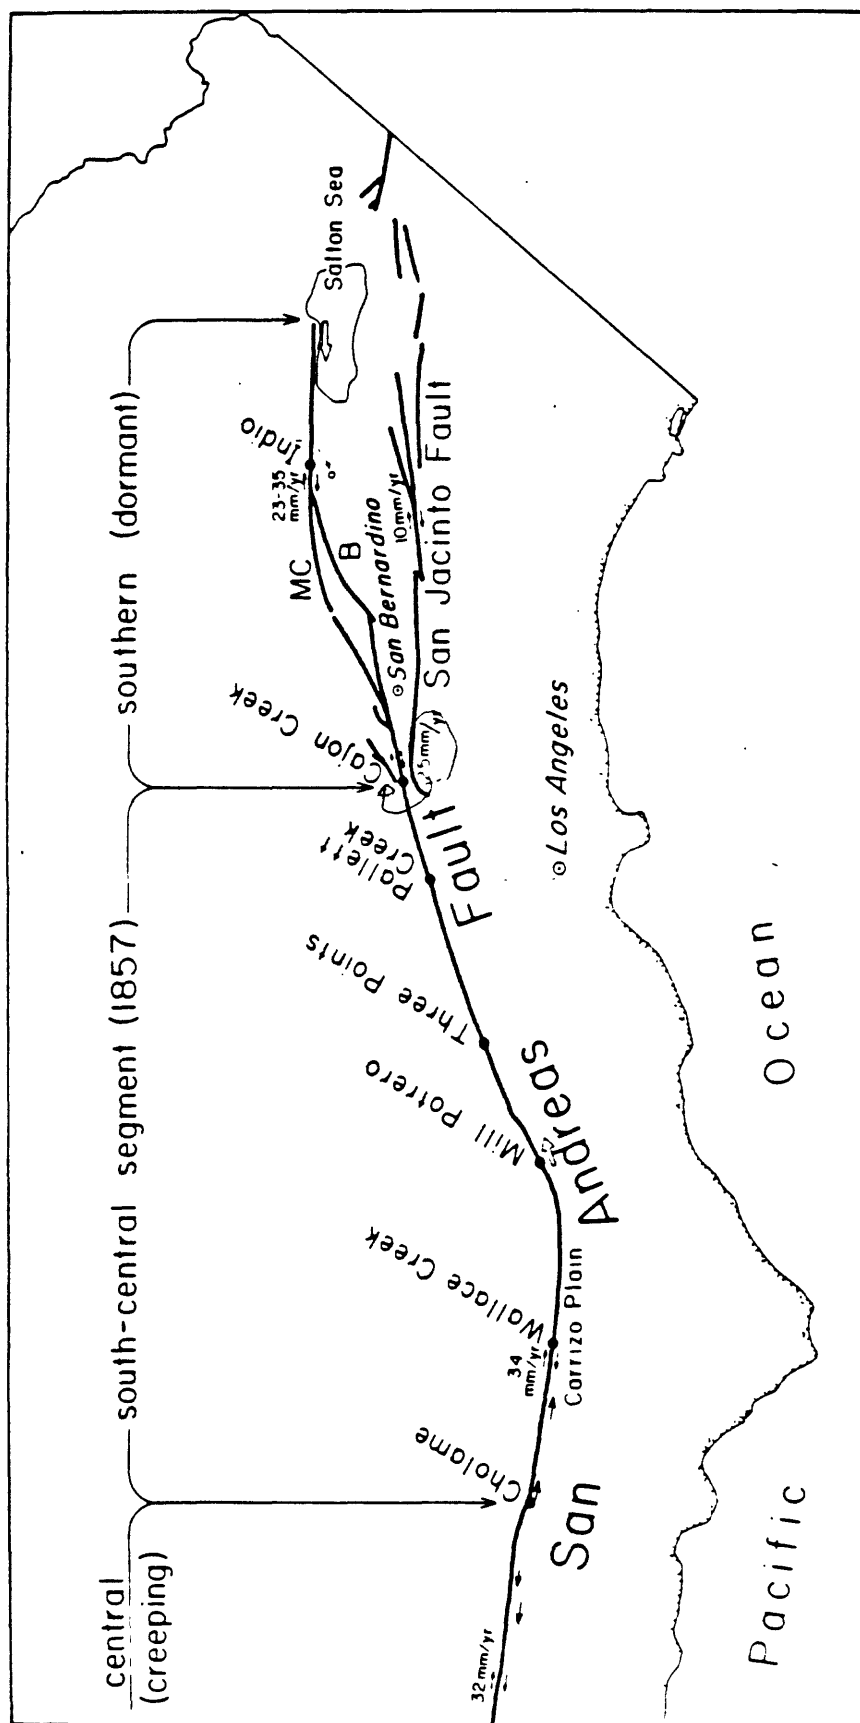 central
(creeping)
south-central segment (1857)
southern (dormant)
32 mm/yr
Cholame
34
mm/yr
Wallace Creek
Carrizo Plain
Mill Potrero
Three Points
Pallett
Creek
Cajon Creek
San Andreas Fault
San Bernardino
MC
B
23-35
mm/yr
Indio
10mm/yr
San Jacinto Fault
Salton Sea
Los Angeles
Pacific Ocean